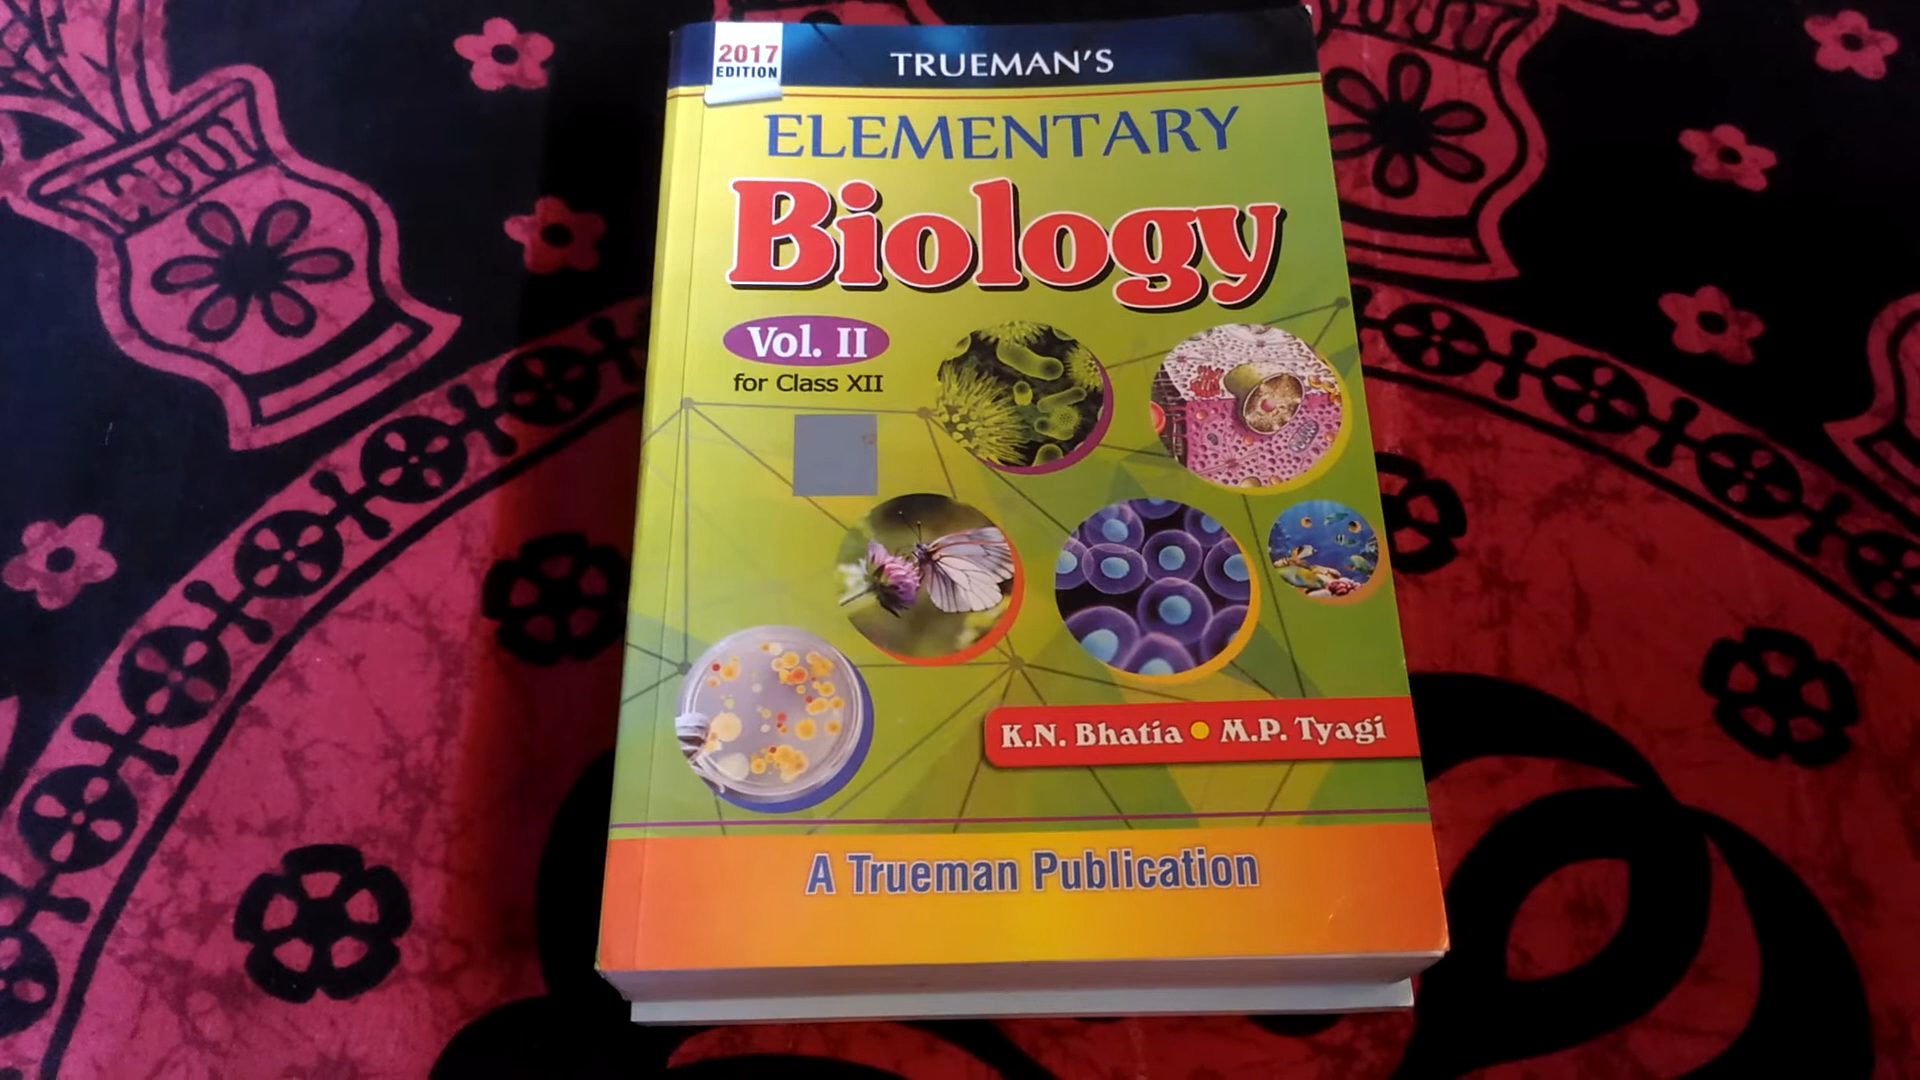 2017
EDITION
TRUEMAN'S
ELEMENTARY
Biology
Vol. II
for Class XII
K.N. Bhatia M.P. Tyagi
A Trueman Publication